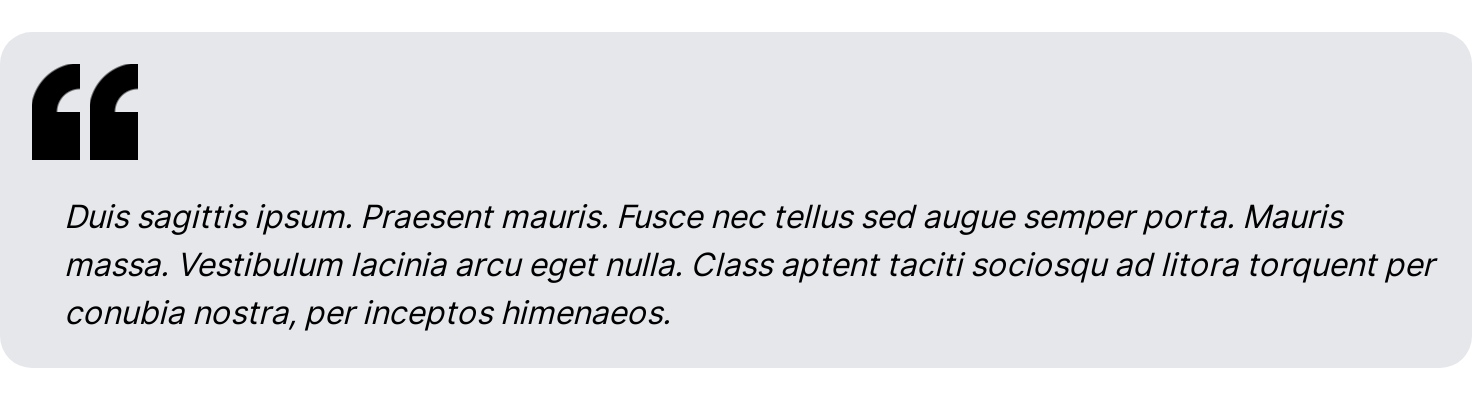 “
Duis sagittis ipsum. Praesent mauris. Fusce nec tellus sed augue semper porta. Mauris
massa. Vestibulum lacinia arcu eget nulla. Class aptent taciti sociosqu ad litora torquent per
conubia nostra, per inceptos himenaeos.